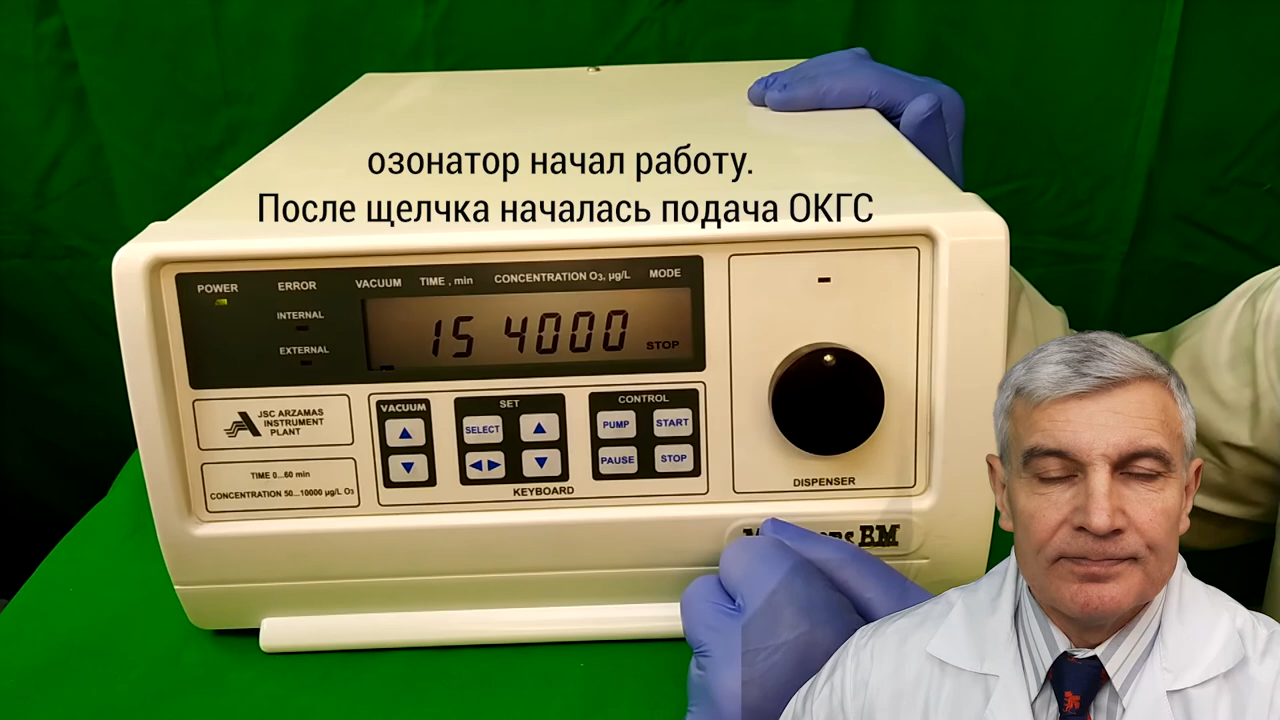 озонатор начал работу.
После щелчка началась подача ОКГС
POWER
ERROR
VACUUM
TIME , min
CONCENTRATION O₃, µg/L
MODE
INTERNAL
EXTERNAL
15 4000
STOP
JSC ARZAMAS
INSTRUMENT
PLANT
TIME 0...60 min
CONCENTRATION 50...10000 µg/L O₃
VACUUM
SET
SELECT
CONTROL
PUMP
START
PAUSE
STOP
KEYBOARD
DISPENSER
BM